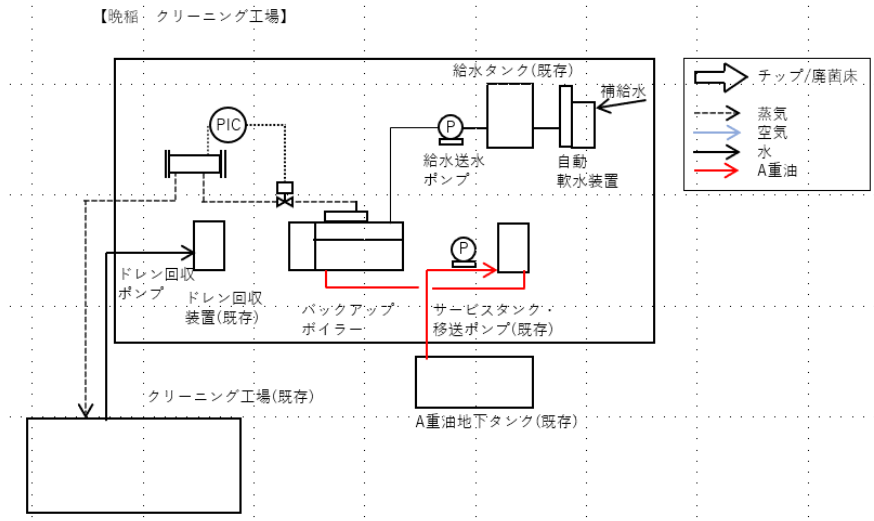 【晩稲 クリーニング工場】
給水タンク(既存)
補給水
チップ/廃菌床
蒸気
空気
水
A重油
PIC
P
給水送水
ポンプ
自動
軟水装置
P
ドレン回収
ポンプ
ドレン回収
装置(既存)
バックアップ
ボイラー
サービスタンク・
移送ポンプ(既存)
クリーニング工場(既存)
A重油地下タンク(既存)